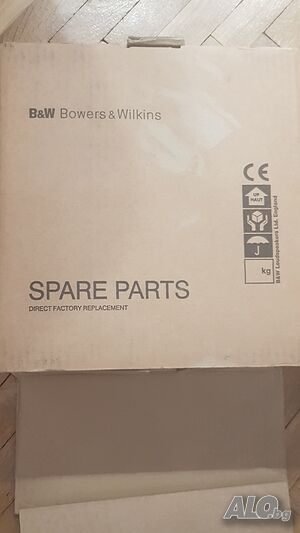 B&W Bowers & Wilkins
CE
UP
HAUT
kg
B&W Loudspeakers Ltd. England
SPARE PARTS
DIRECT FACTORY REPLACEMENT
ALO.bg